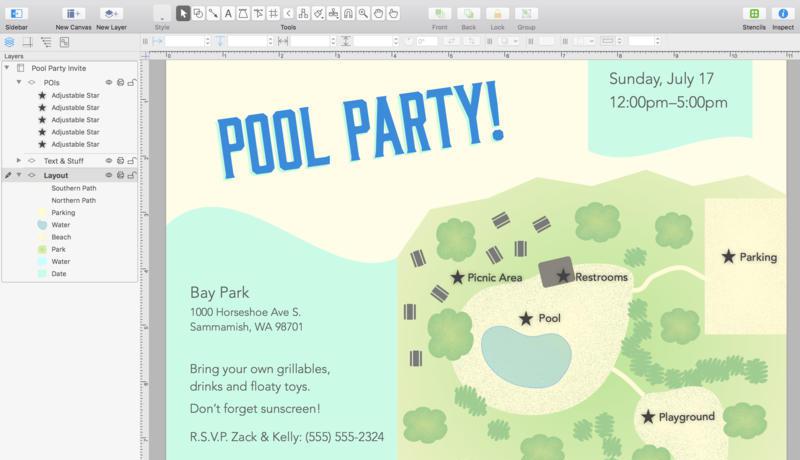 Sidebar
New Canvas
New Layer
Style
Tools
Front
Back
Lock
Group
Stencils
Inspect
Layers
Pool Party Invite
POIs
Adjustable Star
Adjustable Star
Adjustable Star
Adjustable Star
Adjustable Star
Text & Stuff
Layout
Southern Path
Northern Path
Parking
Water
Beach
Park
Water
Date
POOL PARTY!
Sunday, July 17
12:00pm–5:00pm
Picnic Area
Restrooms
Parking
Pool
Playground
Bay Park
1000 Horseshoe Ave S.
Sammamish, WA 98701
Bring your own grillables,
drinks and floaty toys.
Don't forget sunscreen!
R.S.V.P. Zack & Kelly: (555) 555-2324